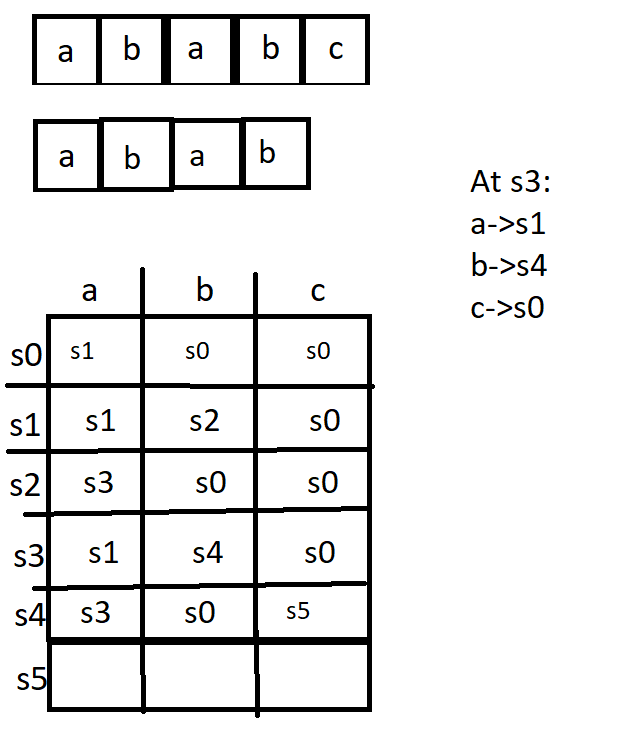 a b a b c
a b a b
At s3:
a->s1
b->s4
c->s0
a b c
s0 s1 s0 s0
s1 s1 s2 s0
s2 s3 s0 s0
s3 s1 s4 s0
s4 s3 s0 s5
s5